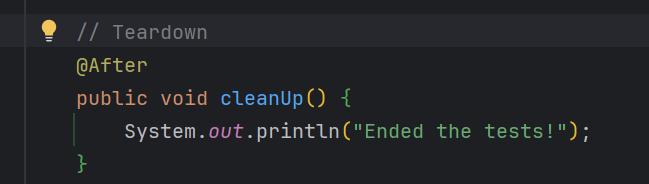 // Teardown
@After
public void cleanUp() {
System.out.println("Ended the tests!");
}